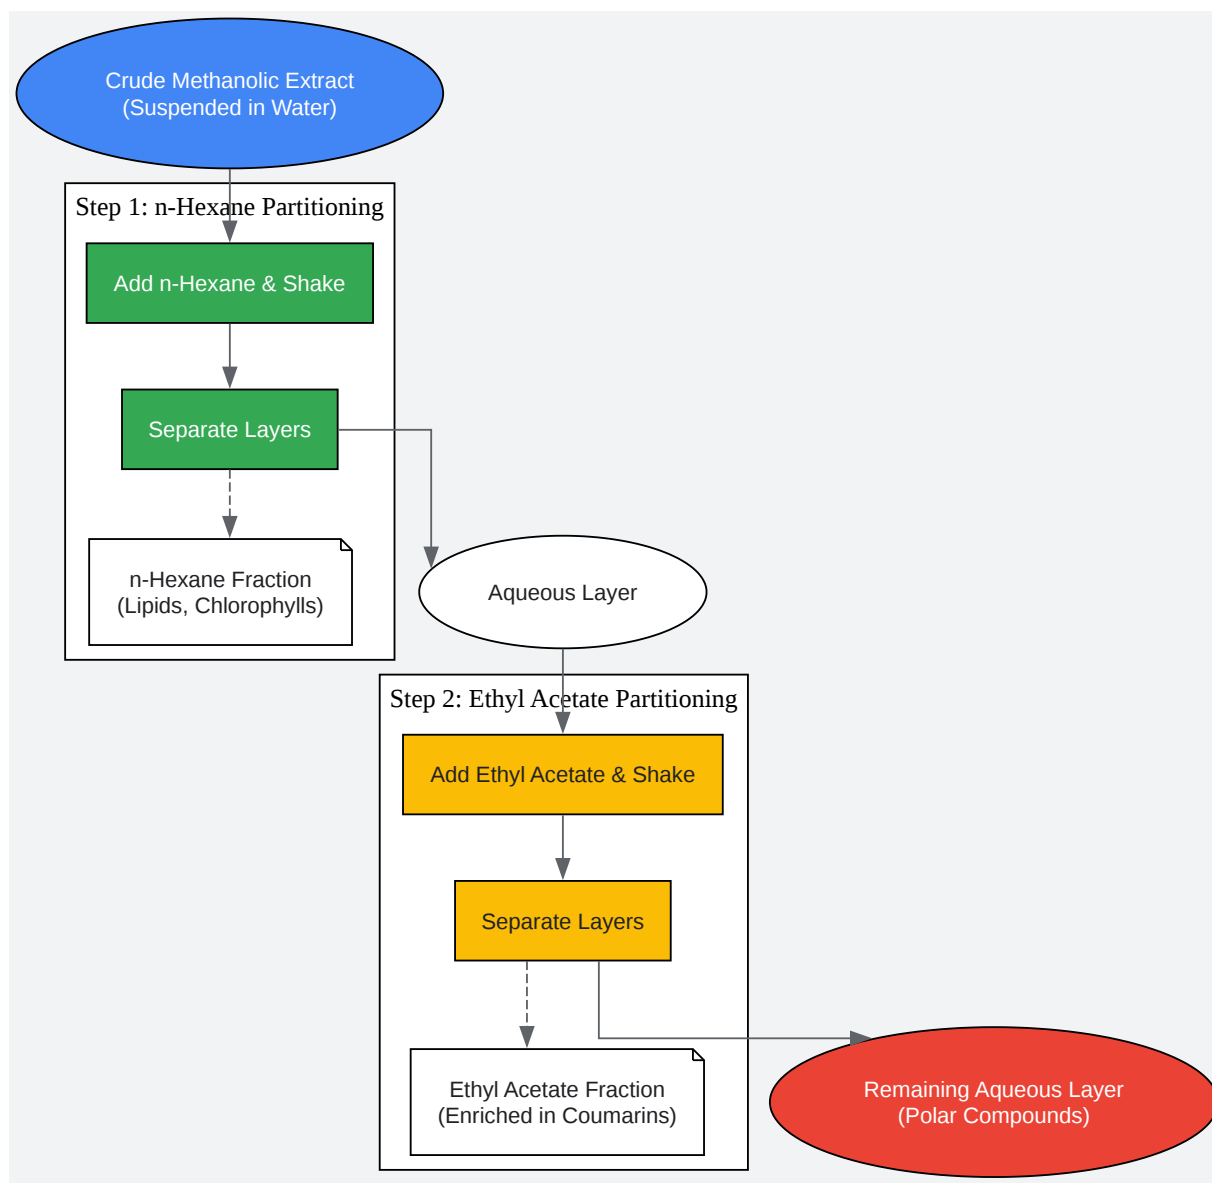 Crude Methanolic Extract
(Suspended in Water)
Step 1: n-Hexane Partitioning
Add n-Hexane & Shake
Separate Layers
n-Hexane Fraction
(Lipids, Chlorophylls)
Aqueous Layer
Step 2: Ethyl Acetate Partitioning
Add Ethyl Acetate & Shake
Separate Layers
Ethyl Acetate Fraction
(Enriched in Coumarins)
Remaining Aqueous Layer
(Polar Compounds)